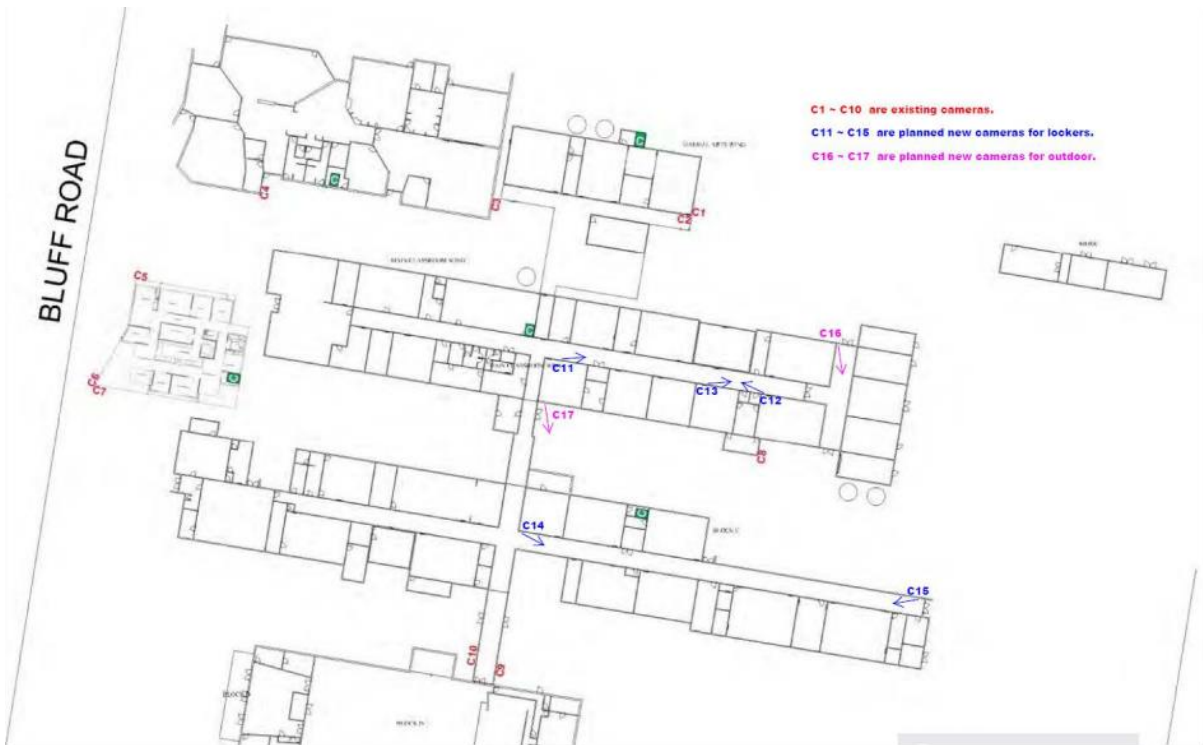 C1 ~ C10 are existing cameras.
C11 ~ C15 are planned new cameras for lockers.
C16 ~ C17 are planned new cameras for outdoor.
BLUFF ROAD
C
C
C4
C3
C2
C1
C5
C6
C7
C
C
C11
C13
C12
C16
C17
C8
C
C14
C15
C10
C9